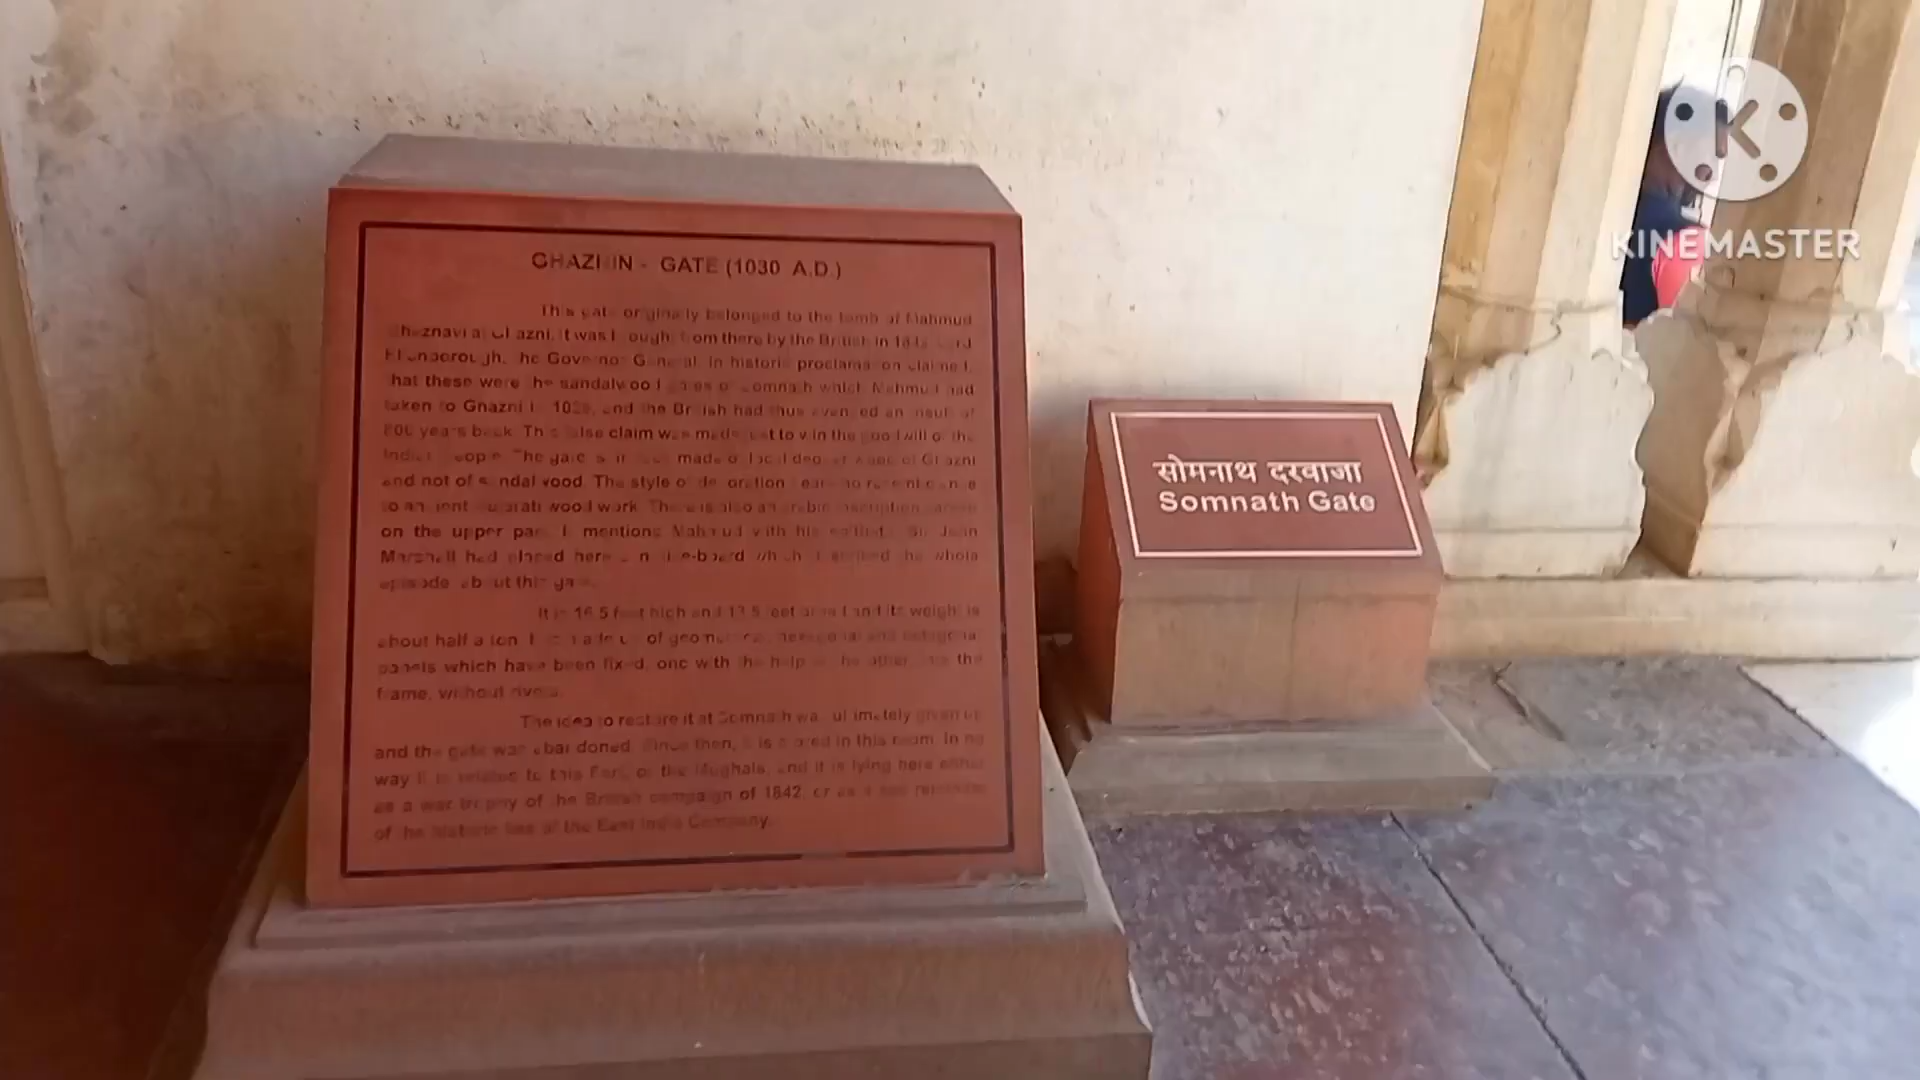 GHAZNIN - GATE (1030 A.D.)
This gate originally belonged to the tomb of Mahmud
Ghaznavi at Ghazni. It was brought from there by the British in 1842. Lord
Ellenborough, the Governor General, in historic proclamation claimed,
that these were the sandalwood gates of Somnath which Mahmud had
taken to Ghazni in and the British had thus avenged an insult of
800 years back. This false claim was made just to win the goodwill of the
Indian people. The gate is in fact made of local deodar wood of Ghazni
and not of sandalwood. The style of decoration bears no resemblance
to ancient Gujarati wood work. There is also an Arabic inscription carved
on the upper part. It mentions Mahmud with his Sir John
Marshall had placed here a note-board which described the whole
episode about this gate.
It is 16.5 feet high and 13.5 feet and its weight is
about half a ton. It is made up of geometrical hexagonal and octagonal
panels which have been fixed, one with the help of the other, into the
frame, without rivets.
The idea to restore it at Somnath was ultimately given up
and the gate was abandoned. Since then, it is stored in this room. In no
way it is related to this Fort, or the Mughals, and it is lying here either
as a war trophy of the British campaign of 1842, or as a sad reminder
of the historic lies of the East India Company.
सोमनाथ दरवाजा
Somnath Gate
KINEMASTER